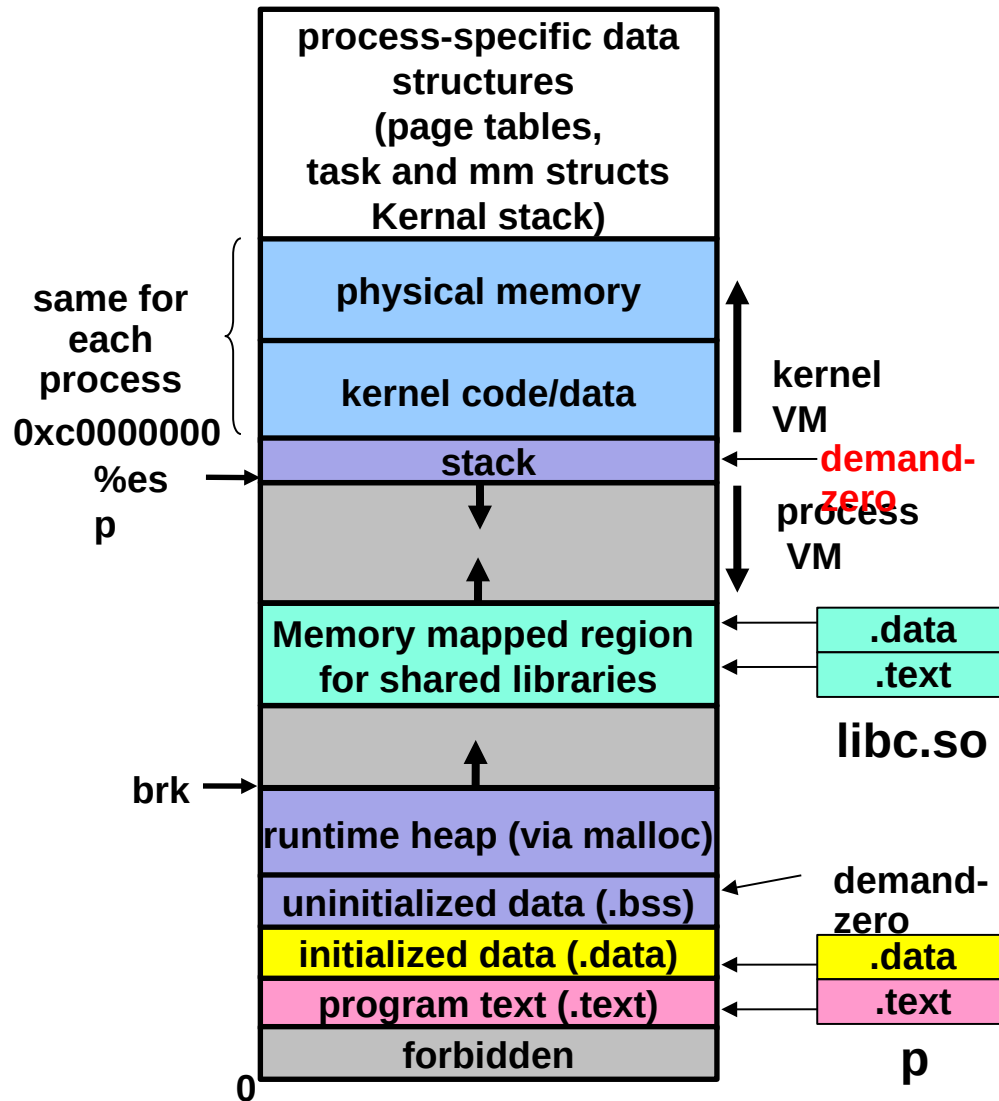 process-specific data
structures
(page tables,
task and mm structs
Kernal stack)
physical memory
same for
each
process
kernel code/data
kernel
VM
0xc0000000
stack
demand-
zero
%es
p
process
VM
Memory mapped region
for shared libraries
.data
.text
libc.so
brk
runtime heap (via malloc)
uninitialized data (.bss)
demand-
zero
initialized data (.data)
.data
program text (.text)
.text
forbidden
p
0